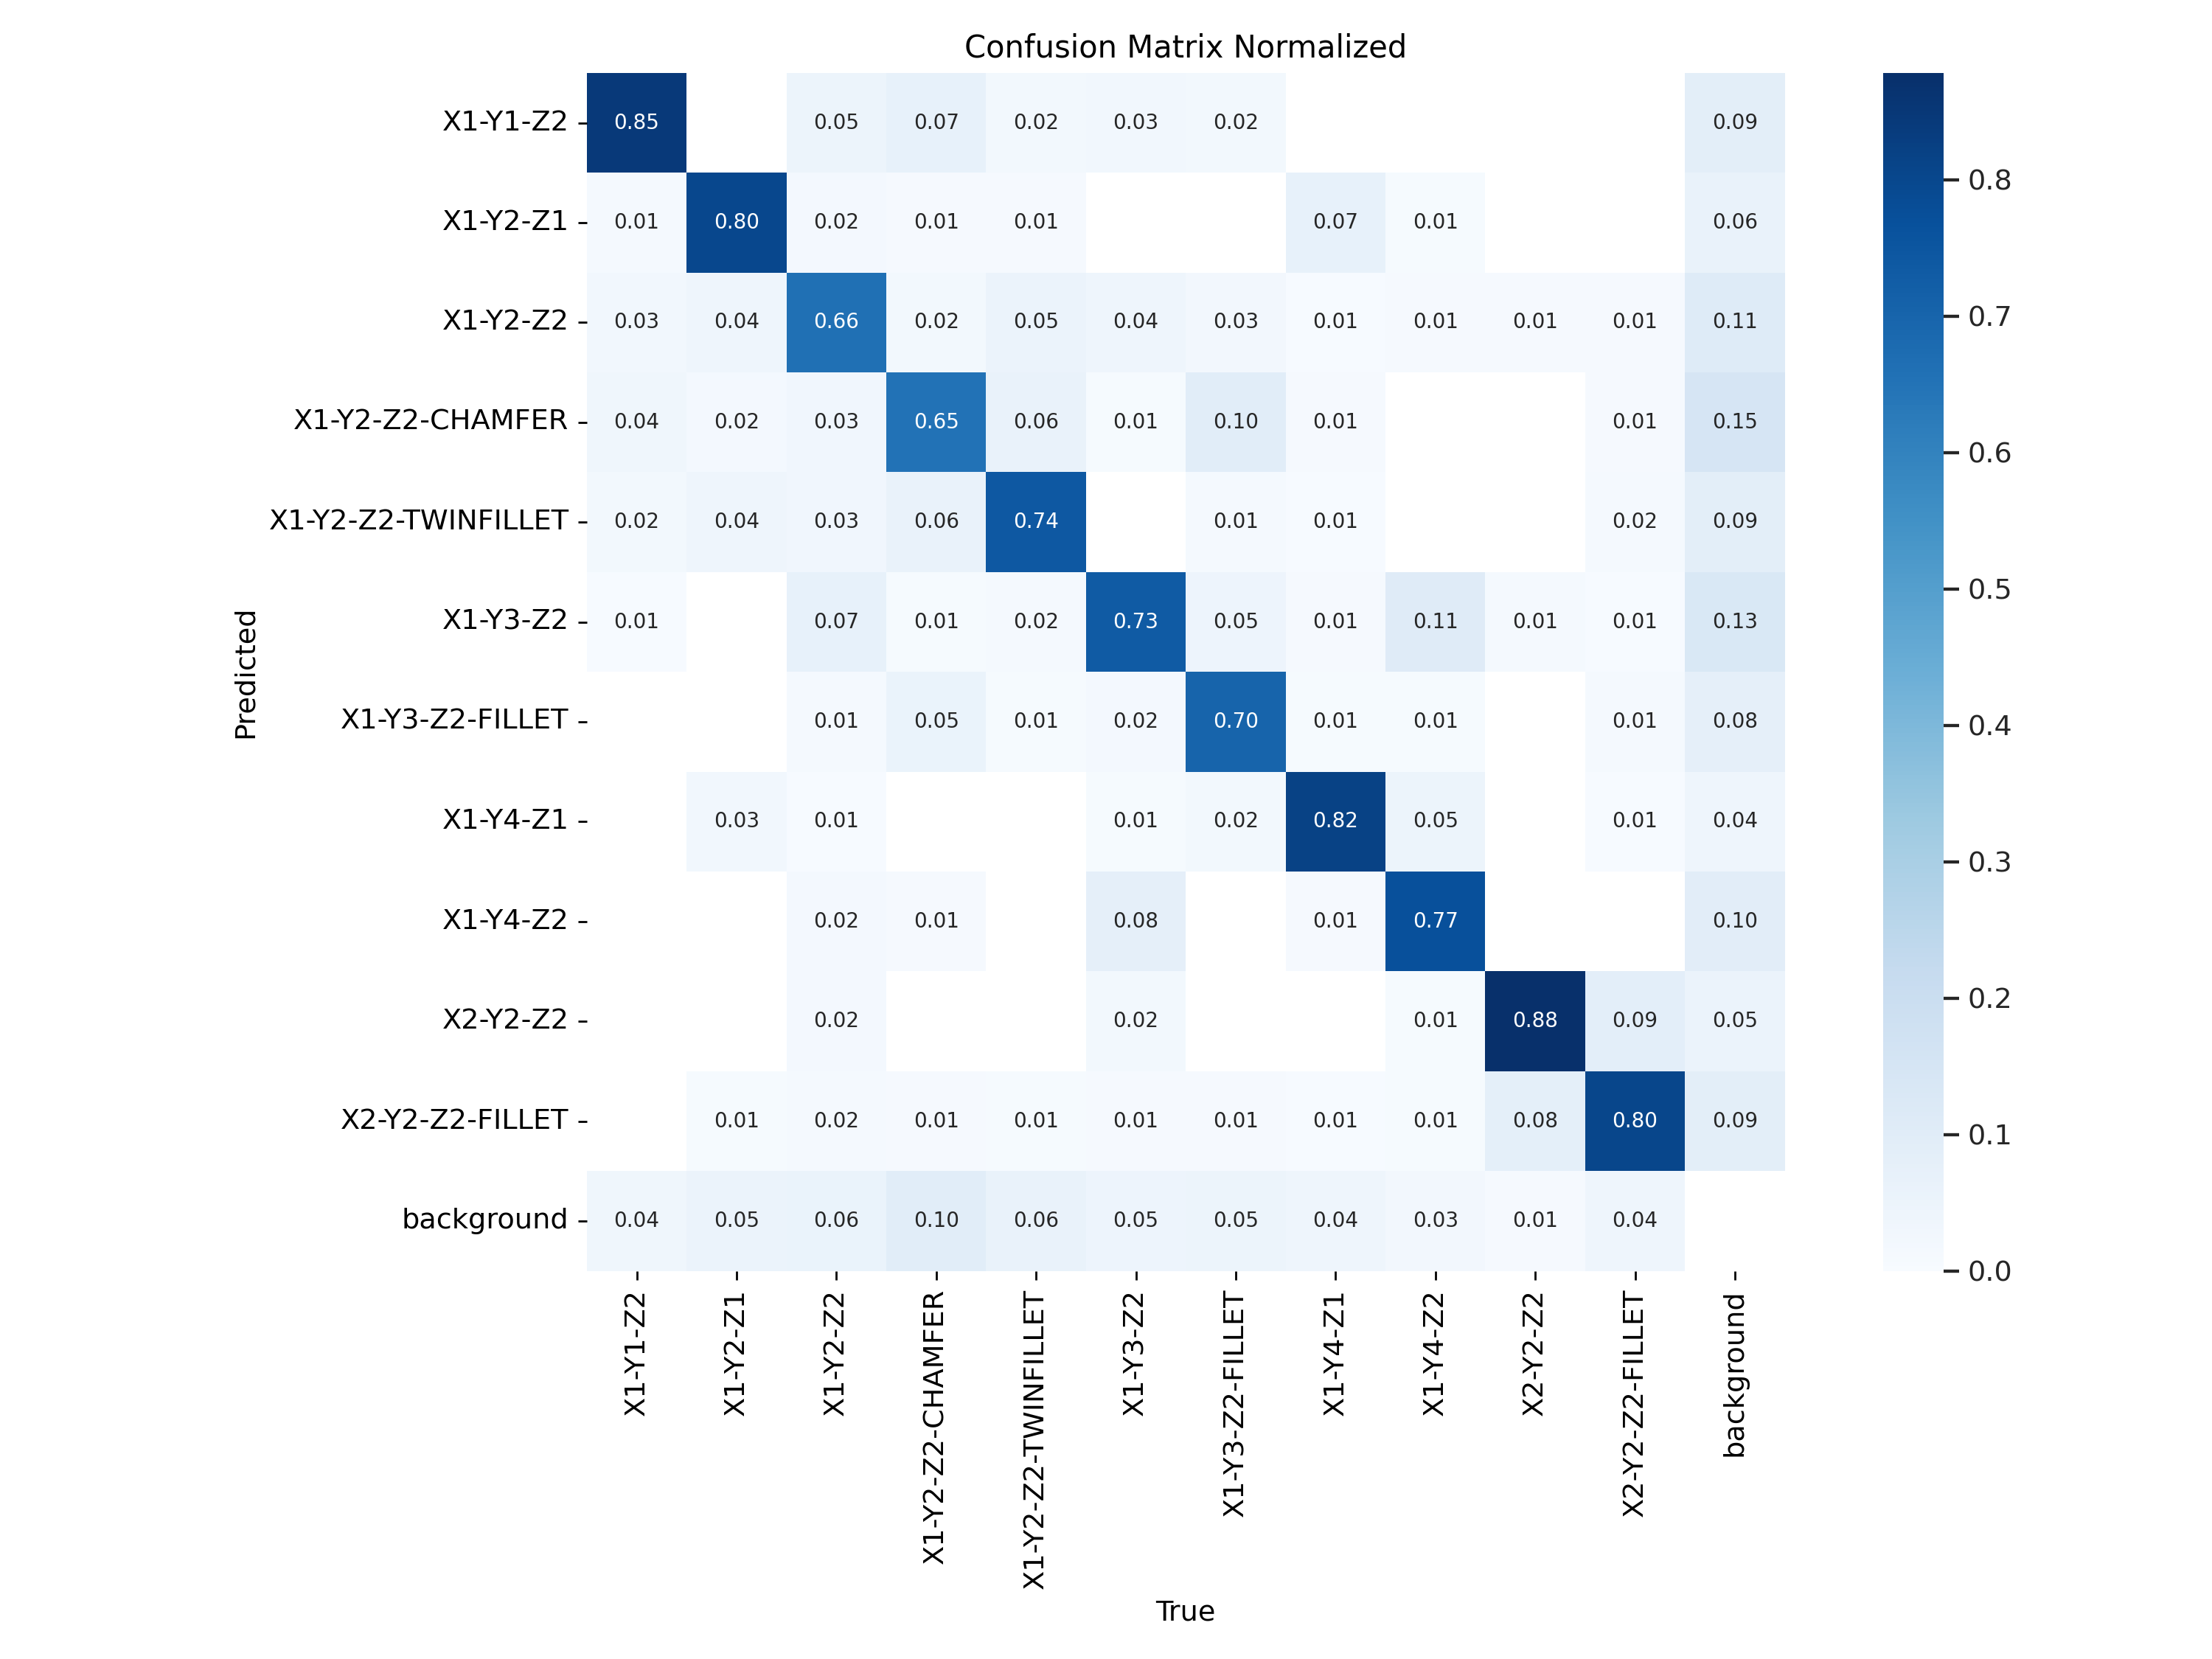 Confusion Matrix Normalized
X1-Y1-Z2 0.85 0.05 0.07 0.02 0.03 0.02 0.09
X1-Y2-Z1 0.01 0.80 0.02 0.01 0.01 0.07 0.01 0.06
X1-Y2-Z2 0.03 0.04 0.66 0.02 0.05 0.04 0.03 0.01 0.01 0.01 0.01 0.11
X1-Y2-Z2-CHAMFER 0.04 0.02 0.03 0.65 0.06 0.01 0.10 0.01 0.01 0.15
X1-Y2-Z2-TWINFILLET 0.02 0.04 0.03 0.06 0.74 0.01 0.01 0.02 0.09
X1-Y3-Z2 0.01 0.07 0.01 0.02 0.73 0.05 0.01 0.11 0.01 0.01 0.13
X1-Y3-Z2-FILLET 0.01 0.05 0.01 0.02 0.70 0.01 0.01 0.01 0.08
X1-Y4-Z1 0.03 0.01 0.01 0.02 0.82 0.05 0.01 0.04
X1-Y4-Z2 0.02 0.01 0.08 0.01 0.77 0.10
X2-Y2-Z2 0.02 0.02 0.01 0.88 0.09 0.05
X2-Y2-Z2-FILLET 0.01 0.02 0.01 0.01 0.01 0.01 0.01 0.01 0.08 0.80 0.09
background 0.04 0.05 0.06 0.10 0.06 0.05 0.05 0.04 0.03 0.01 0.04
Predicted
X1-Y1-Z2
X1-Y2-Z1
X1-Y2-Z2
X1-Y2-Z2-CHAMFER
X1-Y2-Z2-TWINFILLET
X1-Y3-Z2
X1-Y3-Z2-FILLET
X1-Y4-Z1
X1-Y4-Z2
X2-Y2-Z2
X2-Y2-Z2-FILLET
background
True
0.8
0.7
0.6
0.5
0.4
0.3
0.2
0.1
0.0